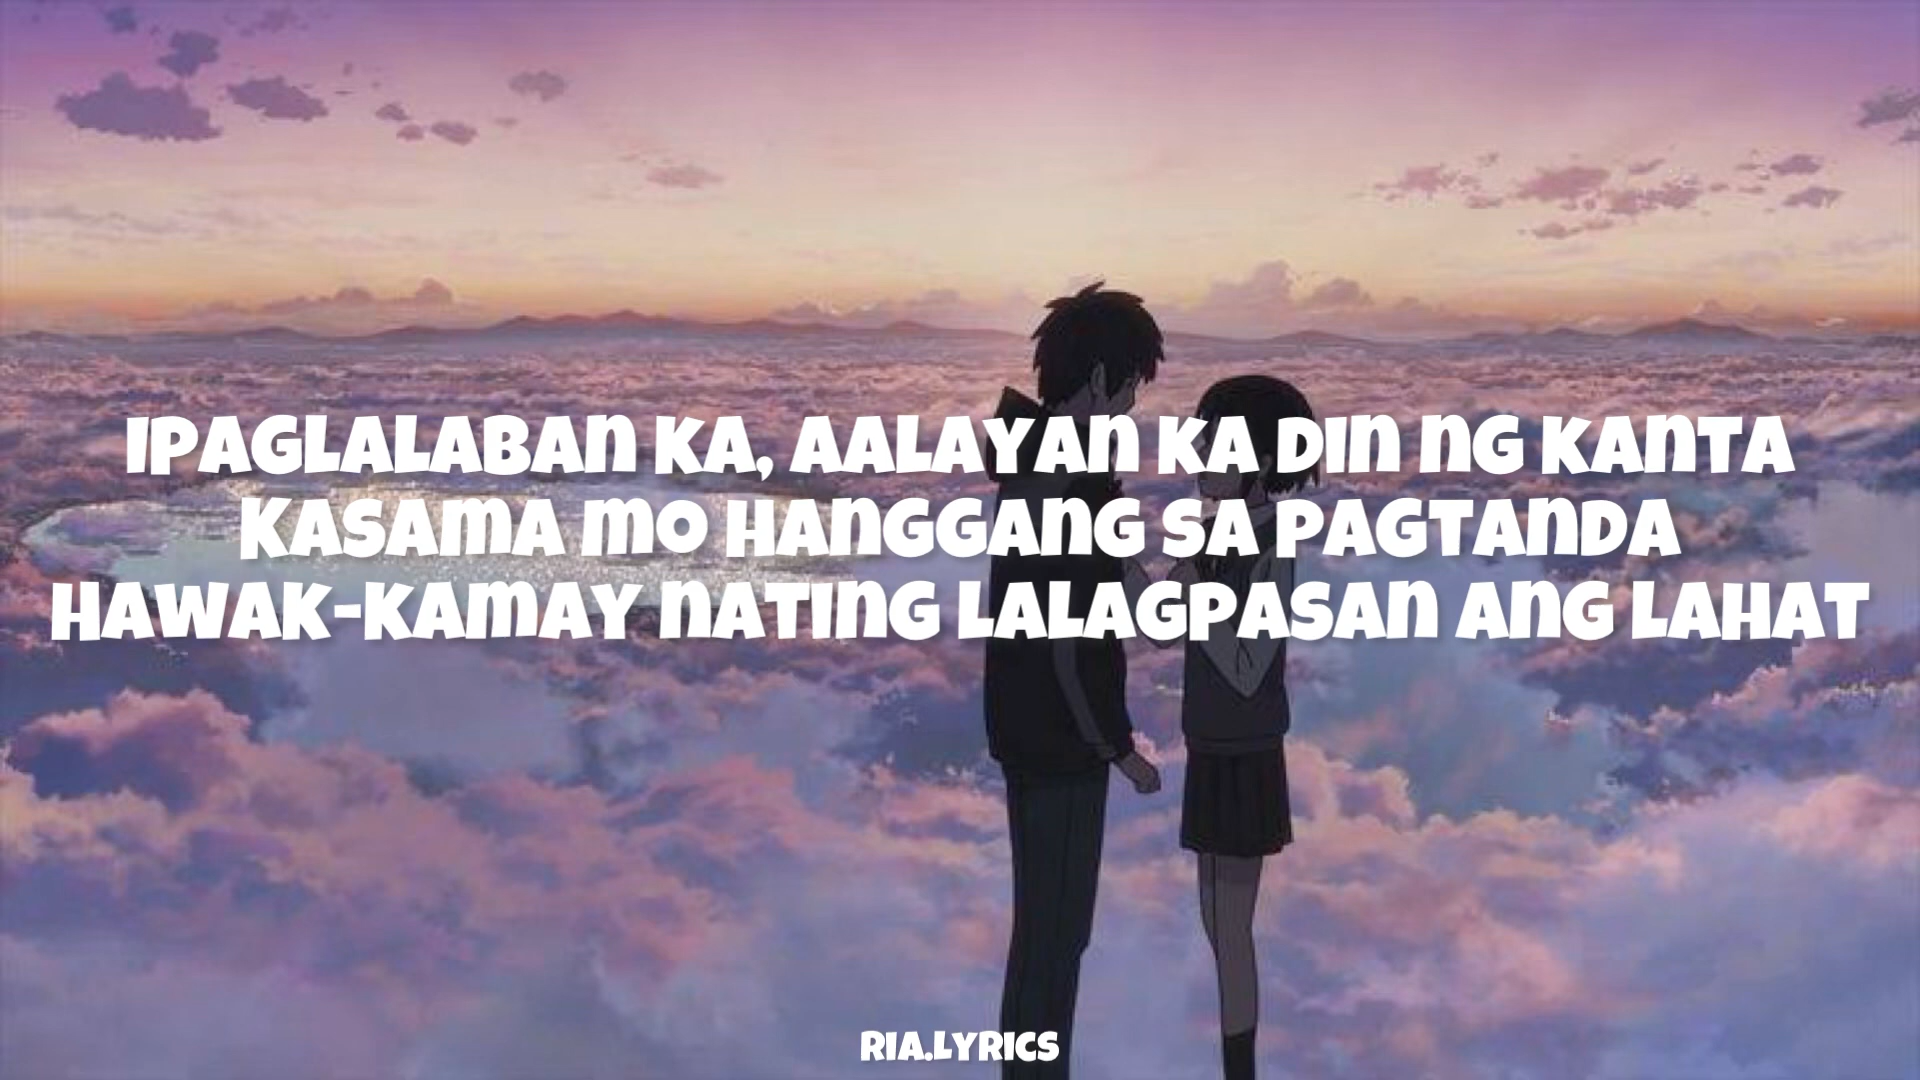 IPAGLALABAN KA, AALAYAN KA DIN NG KANTA
KASAMA MO HANGGANG SA PAGTANDA
HAWAK-KAMAY NATING LALAGPASAN ANG LAHAT
RIA.LYRICS